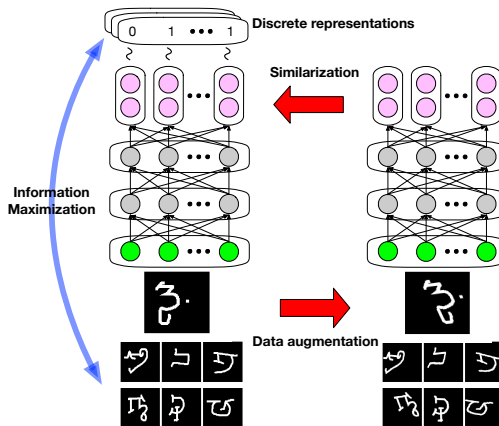 Discrete representations
0 1 ••• 1
Similarization
Information
Maximization
Data augmentation